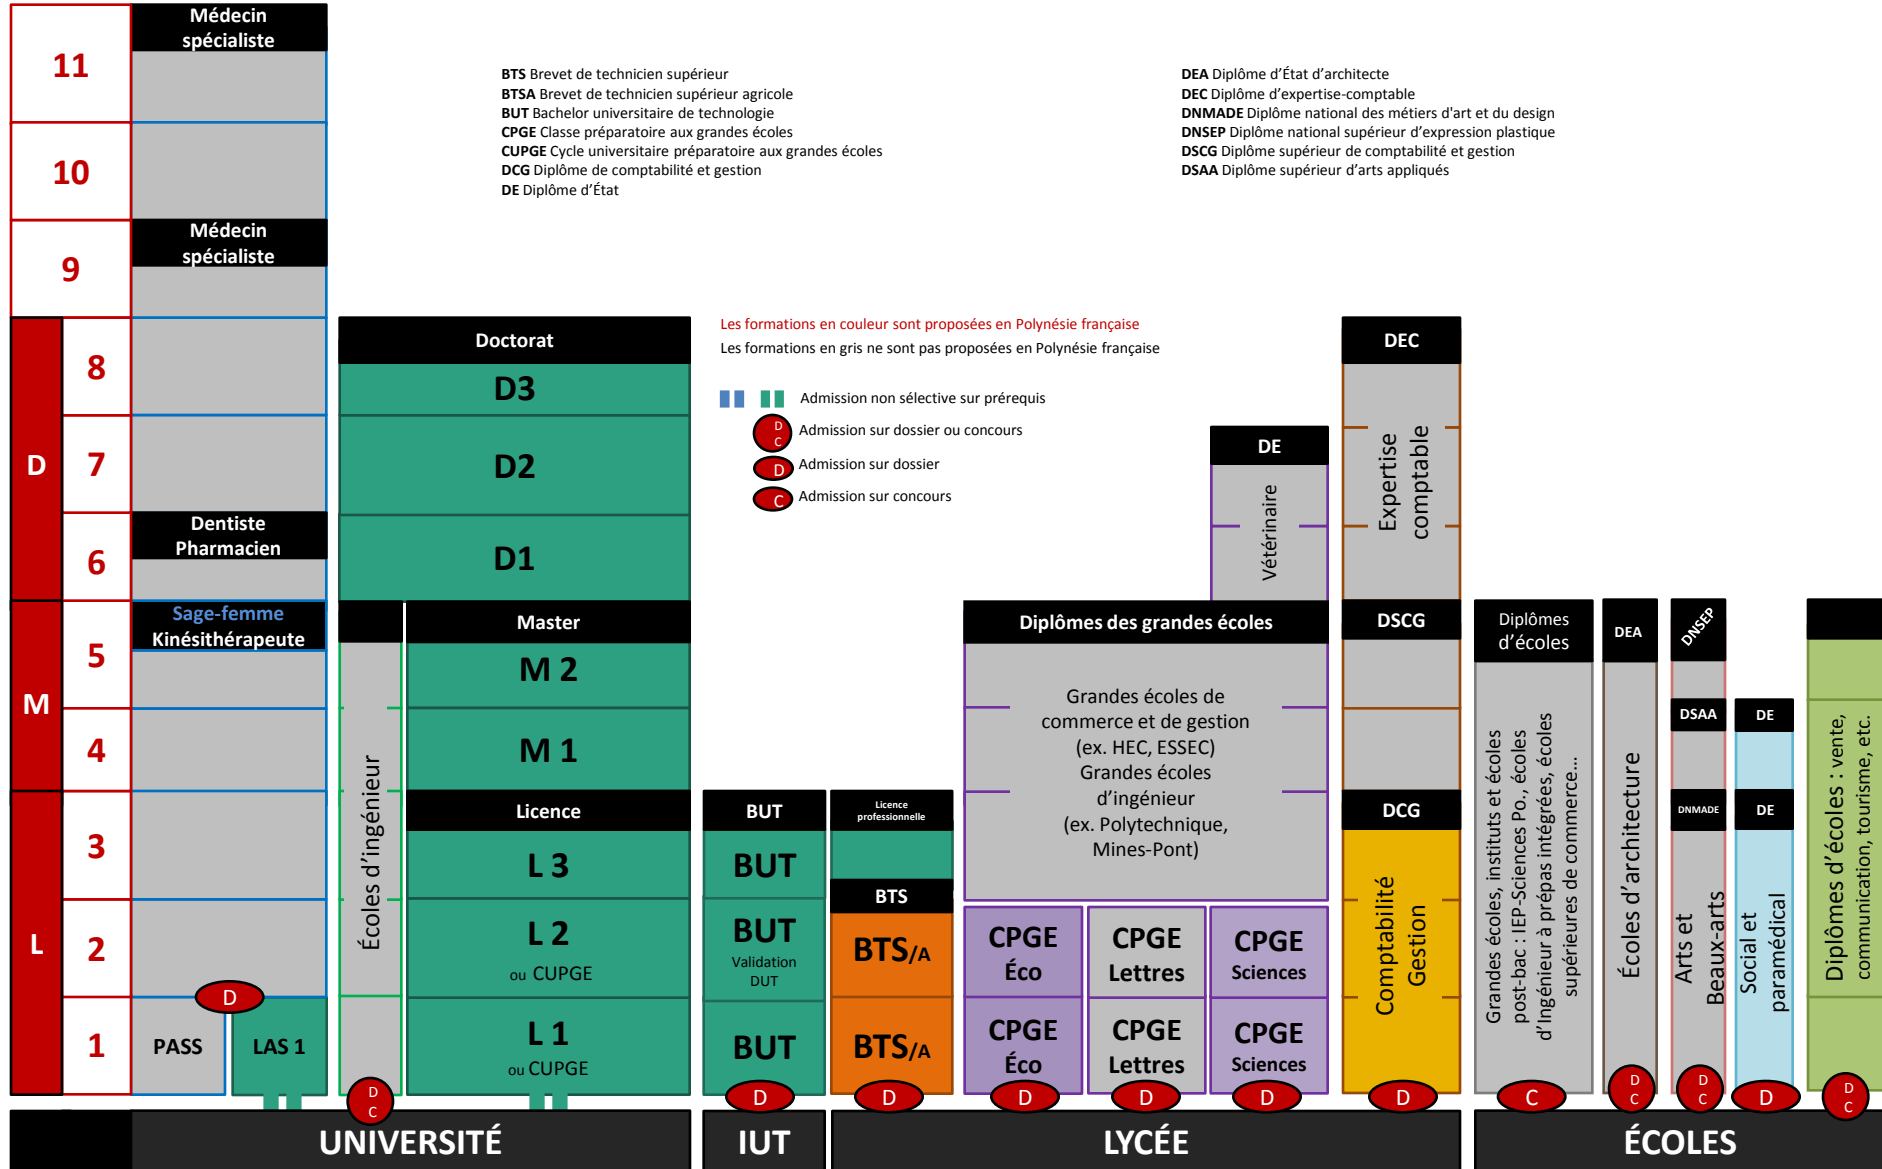 Médecin
spécialiste
11
10
Médecin
spécialiste
9
BTS Brevet de technicien supérieur
BTSA Brevet de technicien supérieur agricole
BUT Bachelor universitaire de technologie
CPGE Classe préparatoire aux grandes écoles
CUPGE Cycle universitaire préparatoire aux grandes écoles
DCG Diplôme de comptabilité et gestion
DE Diplôme d'État
DEA Diplôme d'État d'architecte
DEC Diplôme d'expertise-comptable
DNMADE Diplôme national des métiers d'art et du design
DNSEP Diplôme national supérieur d'expression plastique
DSCG Diplôme supérieur de comptabilité et gestion
DSAA Diplôme supérieur d'arts appliqués
Les formations en couleur sont proposées en Polynésie française
Les formations en gris ne sont pas proposées en Polynésie française
Admission non sélective sur prérequis
D
C
Admission sur dossier ou concours
D
Admission sur dossier
C
Admission sur concours
D
8
7
6
M
5
4
L
3
2
1
Dentiste
Pharmacien
Sage-femme
Kinésithérapeute
D
PASS
LAS 1
Écoles d'ingénieur
D
C
Doctorat
D3
D2
D1
Master
M 2
M 1
Licence
L 3
L 2
ou CUPGE
L 1
ou CUPGE
UNIVERSITÉ
BUT
BUT
BUT
Validation
DUT
BUT
D
IUT
Licence
professionnelle
BTS
BTS/A
BTS/A
D
DE
Vétérinaire
Diplômes des grandes écoles
Grandes écoles de
commerce et de gestion
(ex. HEC, ESSEC)
Grandes écoles
d'ingénieur
(ex. Polytechnique,
Mines-Pont)
CPGE
Éco
CPGE
Lettres
CPGE
Sciences
CPGE
Éco
CPGE
Lettres
CPGE
Sciences
D
D
D
DEC
Expertise
comptable
DSCG
DCG
Comptabilité
Gestion
D
LYCÉE
Diplômes
d'écoles
Grandes écoles, instituts et écoles
post-bac : IEP-Sciences Po., écoles
d'Ingénieur à prépas intégrées, écoles
supérieures de commerce...
C
DEA
Écoles d'architecture
D
C
DNSEP
DSAA
DNMADE
Arts et
Beaux-arts
D
C
DE
DE
Social et
paramédical
D
Diplômes d'écoles : vente,
communication, tourisme, etc.
D
C
ÉCOLES